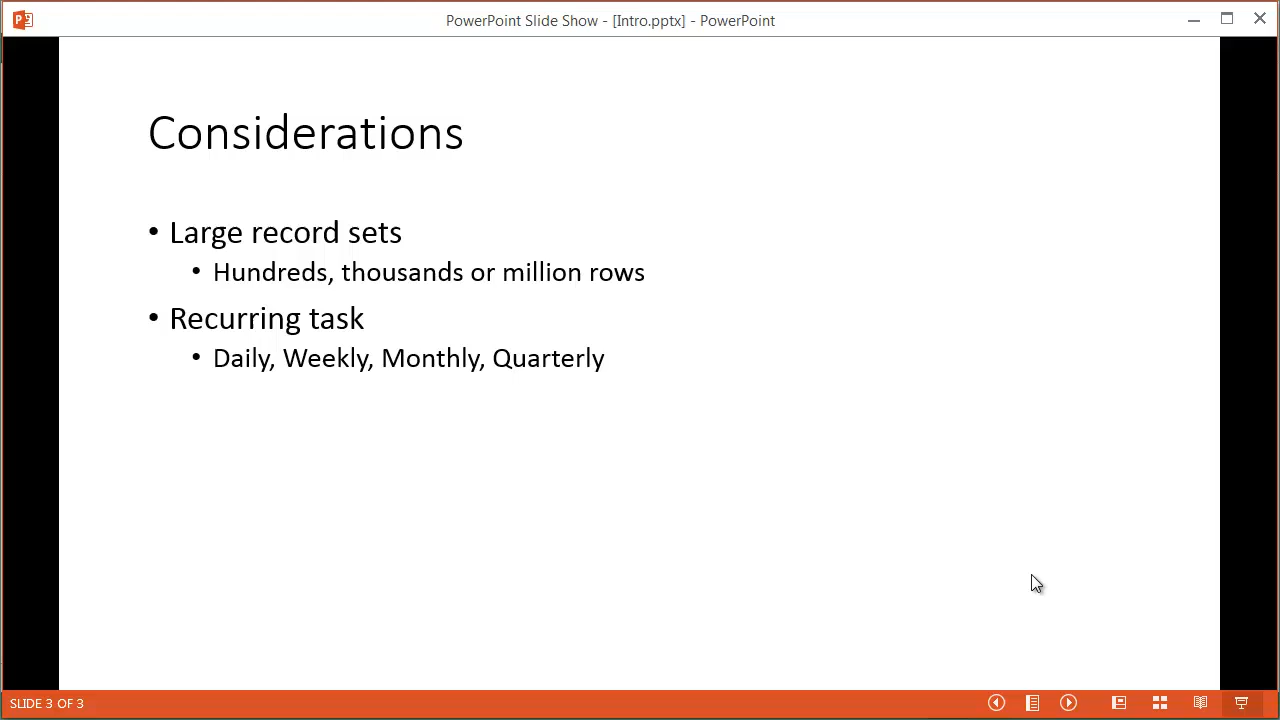 PowerPoint Slide Show - [Intro.pptx] - PowerPoint
Considerations
• Large record sets
• Hundreds, thousands or million rows
• Recurring task
• Daily, Weekly, Monthly, Quarterly
SLIDE 3 OF 3